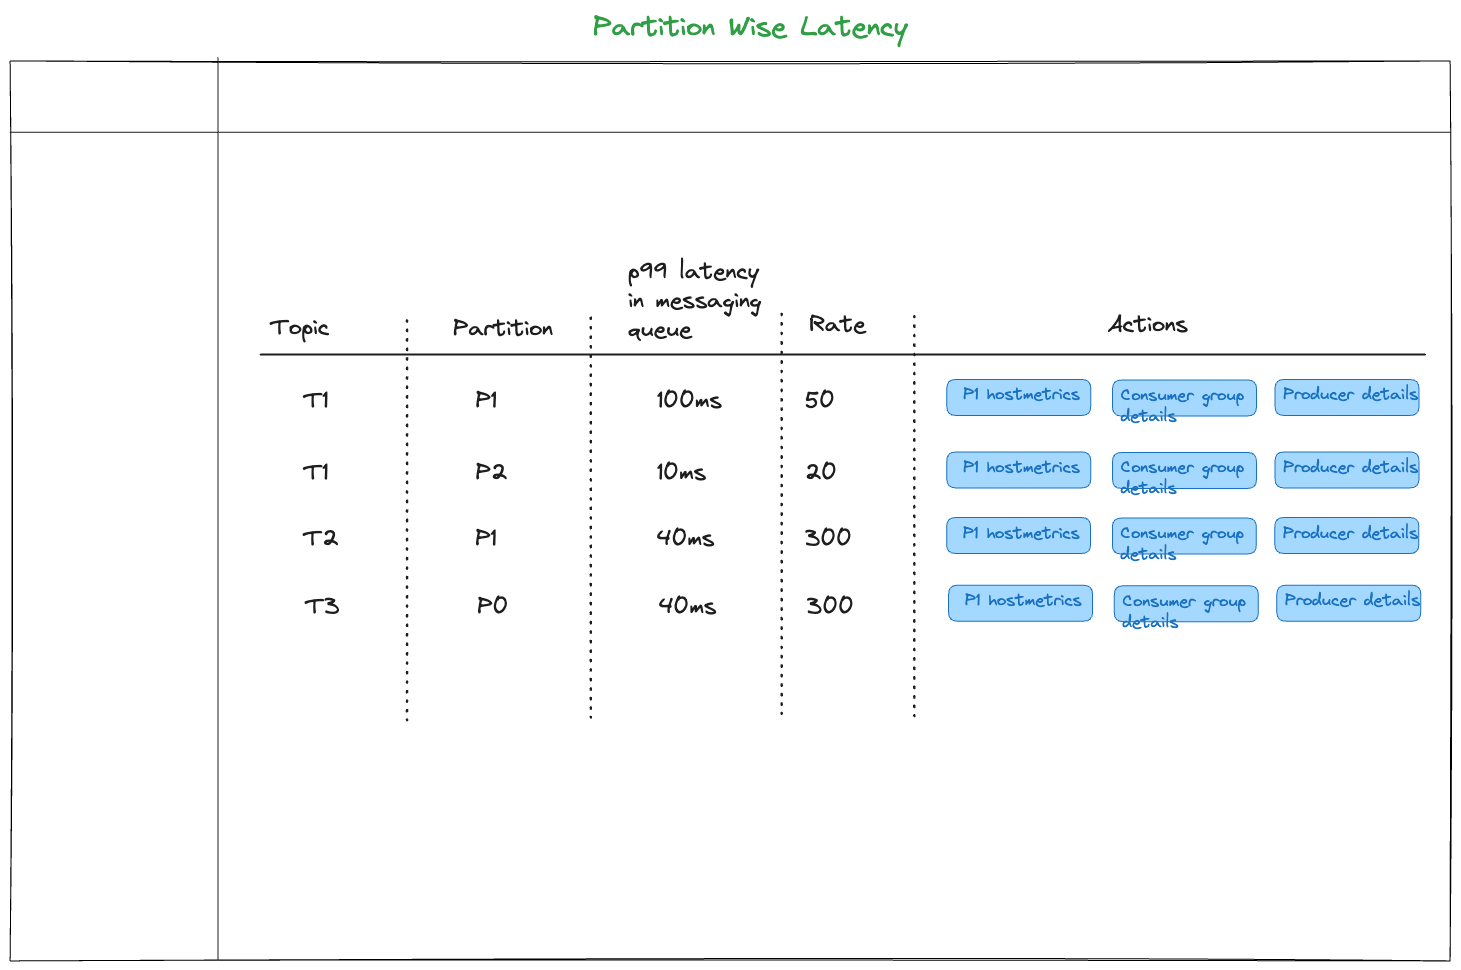 Partition Wise Latency
Topic
Partition
p99 latency
in messaging
queue
Rate
Actions
T1
P1
100ms
50
P1 hostmetrics
Consumer group
details
Producer details
T1
P2
10ms
20
P1 hostmetrics
Consumer group
details
Producer details
T2
P1
40ms
300
P1 hostmetrics
Consumer group
details
Producer details
T3
P0
40ms
300
P1 hostmetrics
Consumer group
details
Producer details